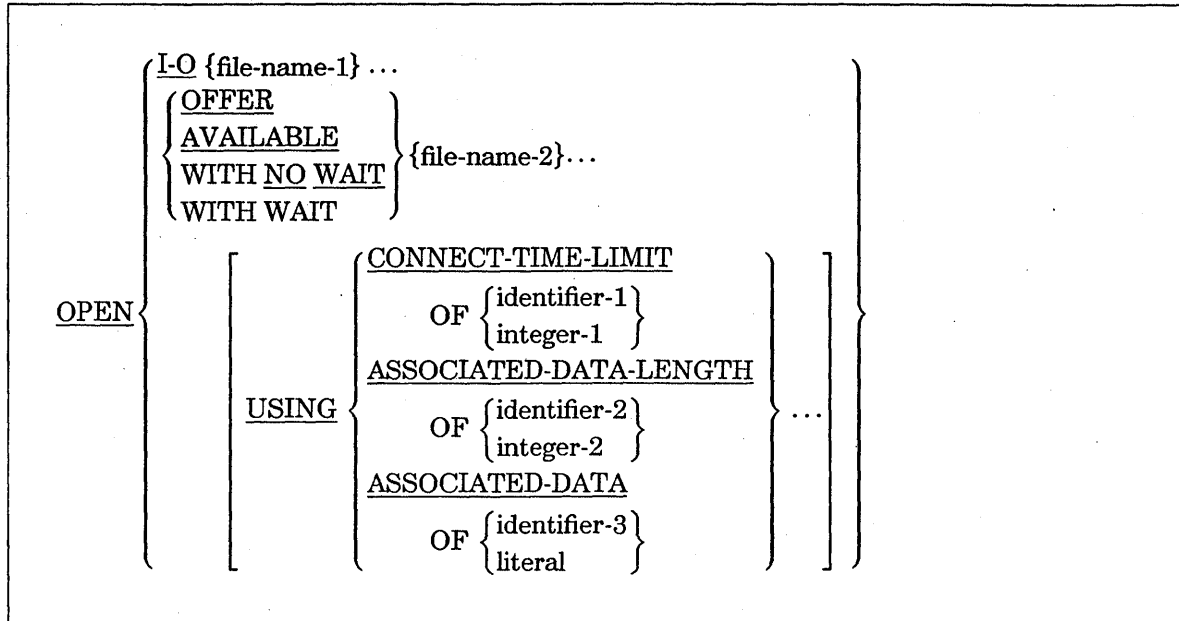 I-O {file-name-1} ...
OFFER
AVAILABLE
WITH NO WAIT
WITH WAIT
{file-name-2}...
OPEN
USING
CONNECT-TIME-LIMIT
OF {identifier-1
integer-1}
ASSOCIATED-DATA-LENGTH
OF {identifier-2
integer-2}
...
ASSOCIATED-DATA
OF {identifier-3
literal}